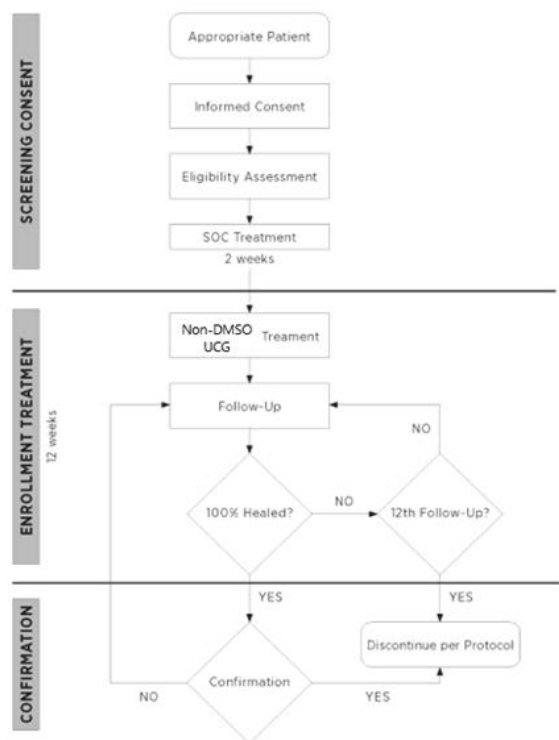 SCREENING CONSENT
Appropriate Patient
Informed Consent
Eligibility Assessment
SOC Treatment
2 weeks
ENROLLMENT TREATMENT
12 weeks
Non-DMSO Treament
UCG
Follow-Up
NO
100% Healed?
NO
12th Follow-Up?
YES
YES
CONFIRMATION
Discontinue per Protocol
Confirmation
NO
YES